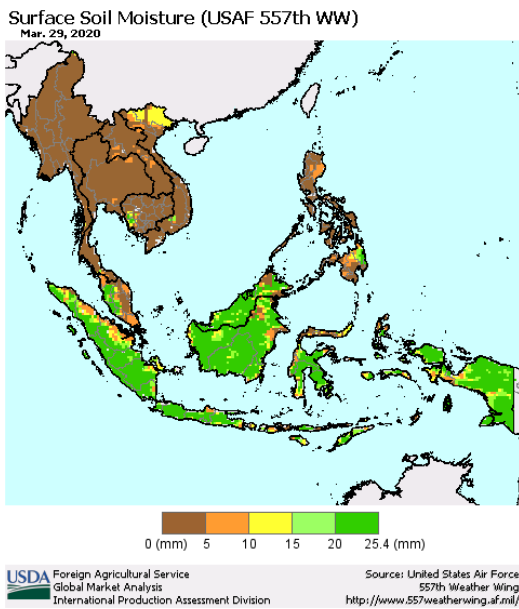 Surface Soil Moisture (USAF 557th WW)
Mar. 29, 2020
0 (mm) 5 10 15 20 25.4 (mm)
USDA Foreign Agricultural Service
Global Market Analysis
International Production Assessment Division
Source: United States Air Force
557th Weather Wing
http://www.557weatherwing.af.mil/